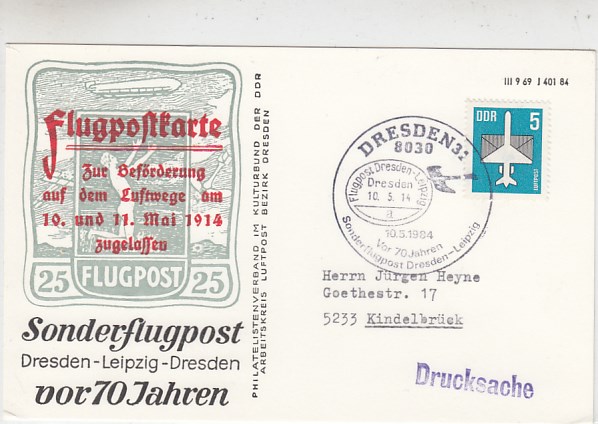 III 9 69 J 401 84
Flugpostkarte
Zur Beförderung
auf dem Luftwege am
10. und 11. Mai 1914
zugelassen
25 FLUGPOST 25
Sonderflugpost
Dresden-Leipzig-Dresden
vor 70 Jahren
PHILATELISTENVERBAND IM KULTURBUND DER DDR
ARBEITSKREIS LUFTPOST BEZIRK DRESDEN
DRESDEN 32
8030
Flugpost Dresden-Leipzig
Dresden
10. 5. 14
a
10.5.1984
Vor 70 Jahren
Sonderflugpost Dresden-Leipzig
DDR 5
luftpost
Herrn Jürgen Heyne
Goethestr. 17
5233 Kindelbrück
Drucksache